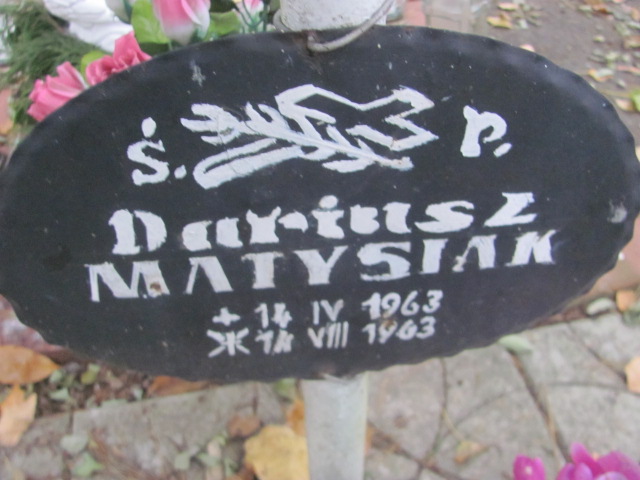 Ś. P.
Dariusz
MATYSIAK
+ 14 IV 1963
Ж 14 VIII 1963